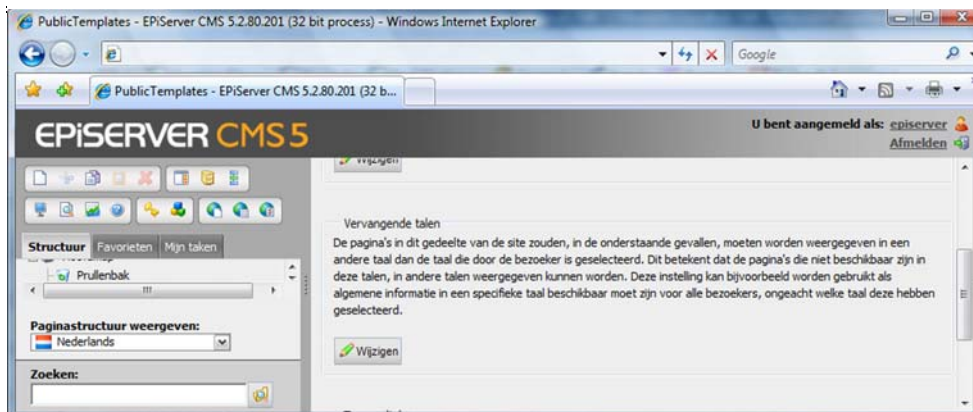 PublicTemplates - EPiServer CMS 5.2.80.201 (32 bit process) - Windows Internet Explorer
Google
PublicTemplates - EPiServer CMS 5.2.80.201 (32 b...
EPiSERVER CMS 5
U bent aangemeld als: episerver
Afmelden
Wijzigen
Structuur Favorieten Mijn taken
Prullenbak
Paginastructuur weergeven:
Nederlands
Zoeken:
Vervangende talen
De pagina's in dit gedeelte van de site zouden, in de onderstaande gevallen, moeten worden weergegeven in een
andere taal dan de taal die door de bezoeker is geselecteerd. Dit betekent dat de pagina's die niet beschikbaar zijn in
deze talen, in andere talen weergegeven kunnen worden. Deze instelling kan bijvoorbeeld worden gebruikt als
algemene informatie in een specifieke taal beschikbaar moet zijn voor alle bezoekers, ongeacht welke taal deze hebben
geselecteerd.
Wijzigen